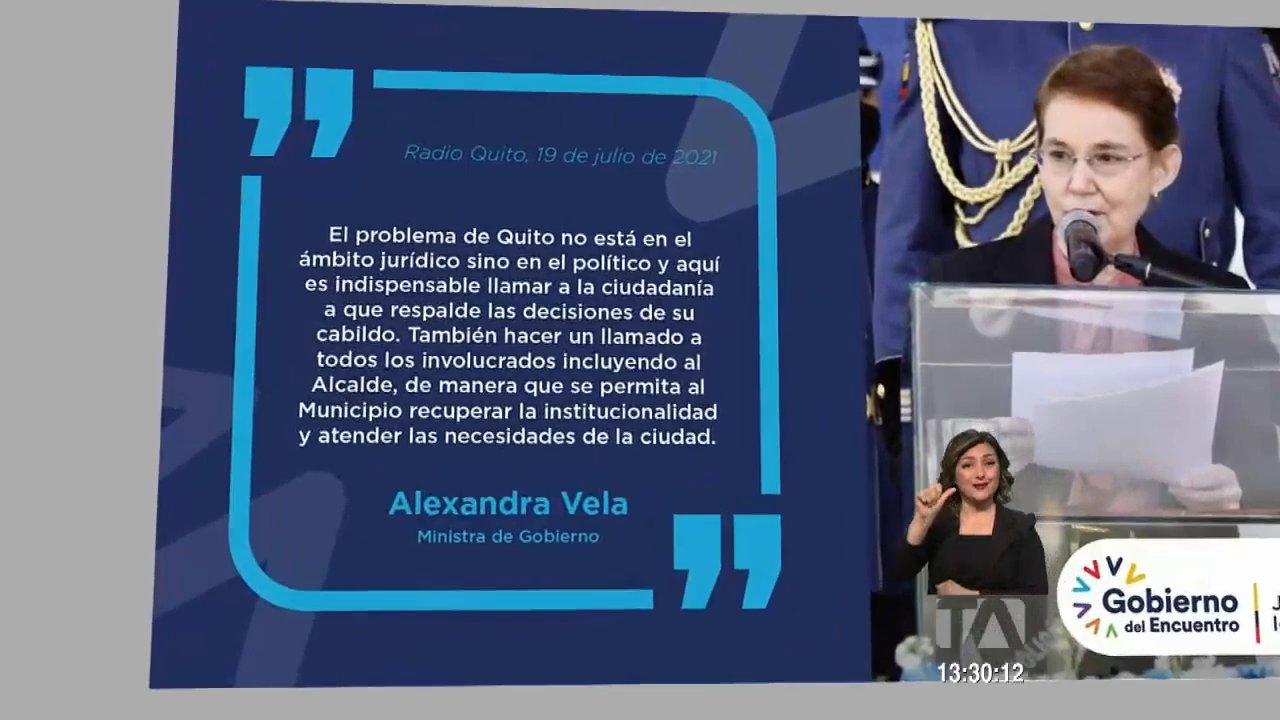 Radio Quito, 19 de julio de 2021
El problema de Quito no está en el
ámbito jurídico sino en el político y aquí
es indispensable llamar a la ciudadanía
a que respalde las decisiones de su
cabildo. También hacer un llamado a
todos los involucrados incluyendo al
Alcalde, de manera que se permita al
Municipio recuperar la institucionalidad
y atender las necesidades de la ciudad.
Alexandra Vela
Ministra de Gobierno
Gobierno
del Encuentro
TA
13:30:12